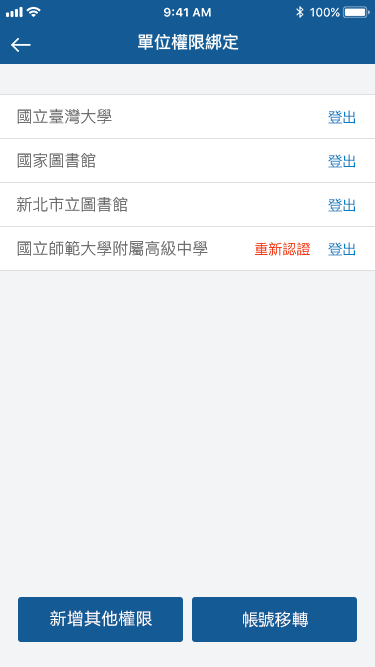 9:41 AM 100%
單位權限綁定
國立臺灣大學 登出
國家圖書館 登出
新北市立圖書館 登出
國立師範大學附屬高級中學 重新認證 登出
新增其他權限 帳號移轉